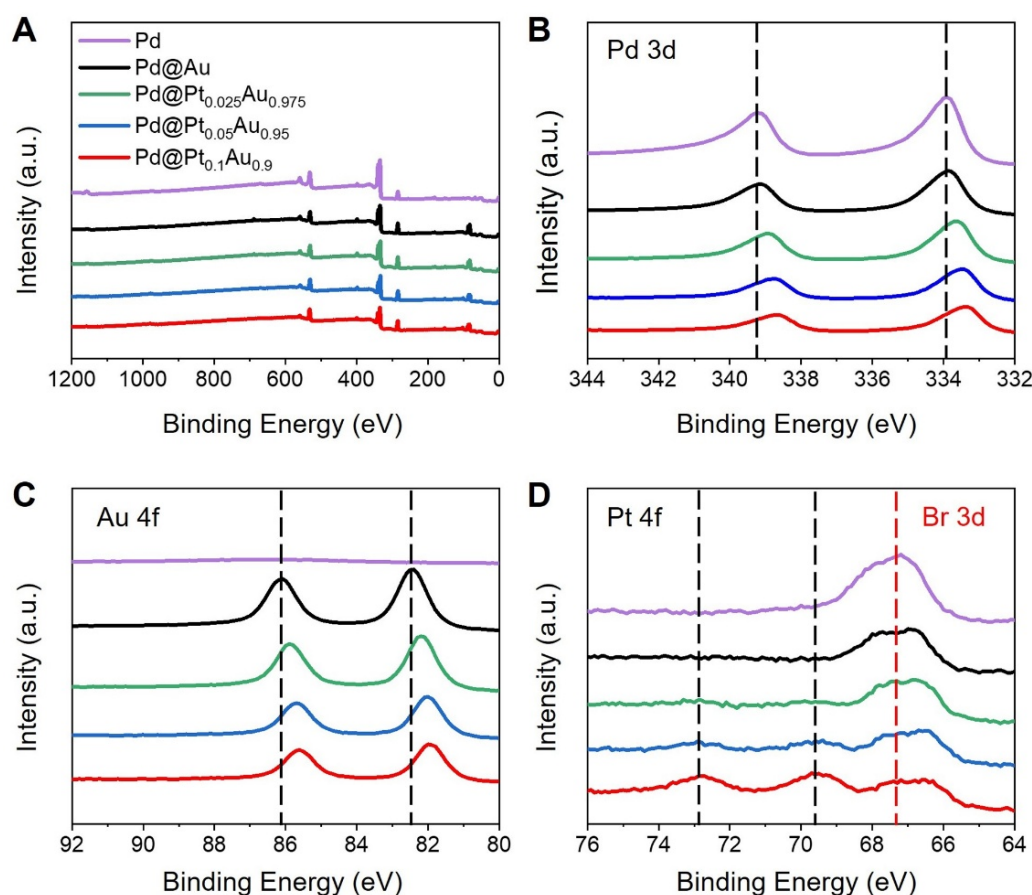 A
Pd
Pd@Au
Pd@Pt0.025Au0.975
Pd@Pt0.05Au0.95
Pd@Pt0.1Au0.9
Intensity (a.u.)
1200 1000 800 600 400 200 0
Binding Energy (eV)
B
Pd 3d
Intensity (a.u.)
344 342 340 338 336 334 332
Binding Energy (eV)
C
Au 4f
Intensity (a.u.)
92 90 88 86 84 82 80
Binding Energy (eV)
D
Pt 4f
Br 3d
Intensity (a.u.)
76 74 72 70 68 66 64
Binding Energy (eV)